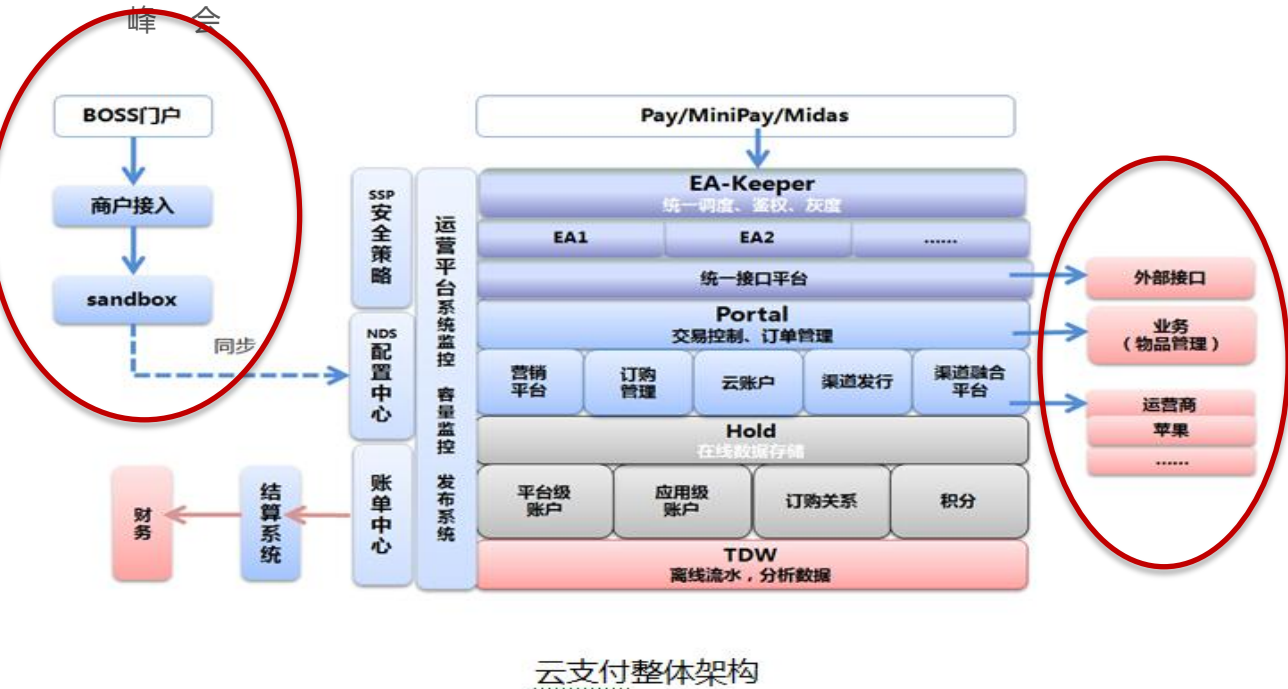 峰 会
BOSS门户
商户接入
sandbox
同步
Pay/MiniPay/Midas
SSP
安全策略
NDS
配置中心
账单中心
运营平台系统监控 容量监控 发布系统
EA-Keeper
统一调度、鉴权、灰度
EA1
EA2
......
统一接口平台
Portal
交易控制、订单管理
营销
平台
订购
管理
云账户
渠道发行
渠道融合
平台
Hold
在线数据存储
平台级
账户
应用级
账户
订购关系
积分
TDW
离线流水，分析数据
外部接口
业务
（物品管理）
运营商
苹果
......
财务
结算系统
云支付整体架构